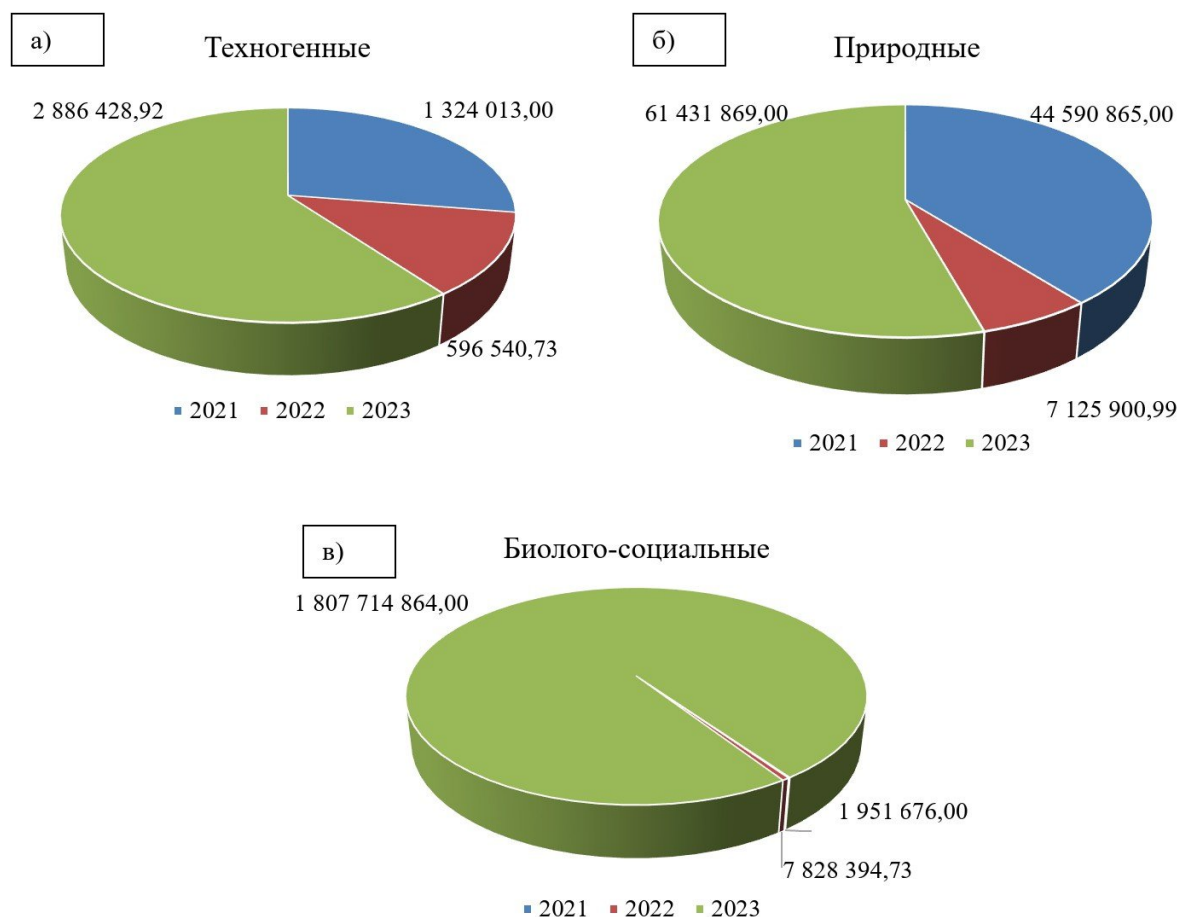 а)
Техногенные
2 886 428,92
1 324 013,00
596 540,73
2021 2022 2023
б)
Природные
61 431 869,00
44 590 865,00
7 125 900,99
2021 2022 2023
в)
Биолого-социальные
1 807 714 864,00
1 951 676,00
7 828 394,73
2021 2022 2023